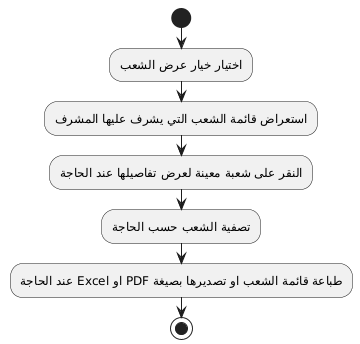 اختيار خيار عرض الشعب
استعراض قائمة الشعب التي يشرف عليها المشرف
النقر على شعبة معينة لعرض تفاصيلها عند الحاجة
تصفية الشعب حسب الحاجة
طباعة قائمة الشعب او تصديرها بصيغة PDF او Excel عند الحاجة